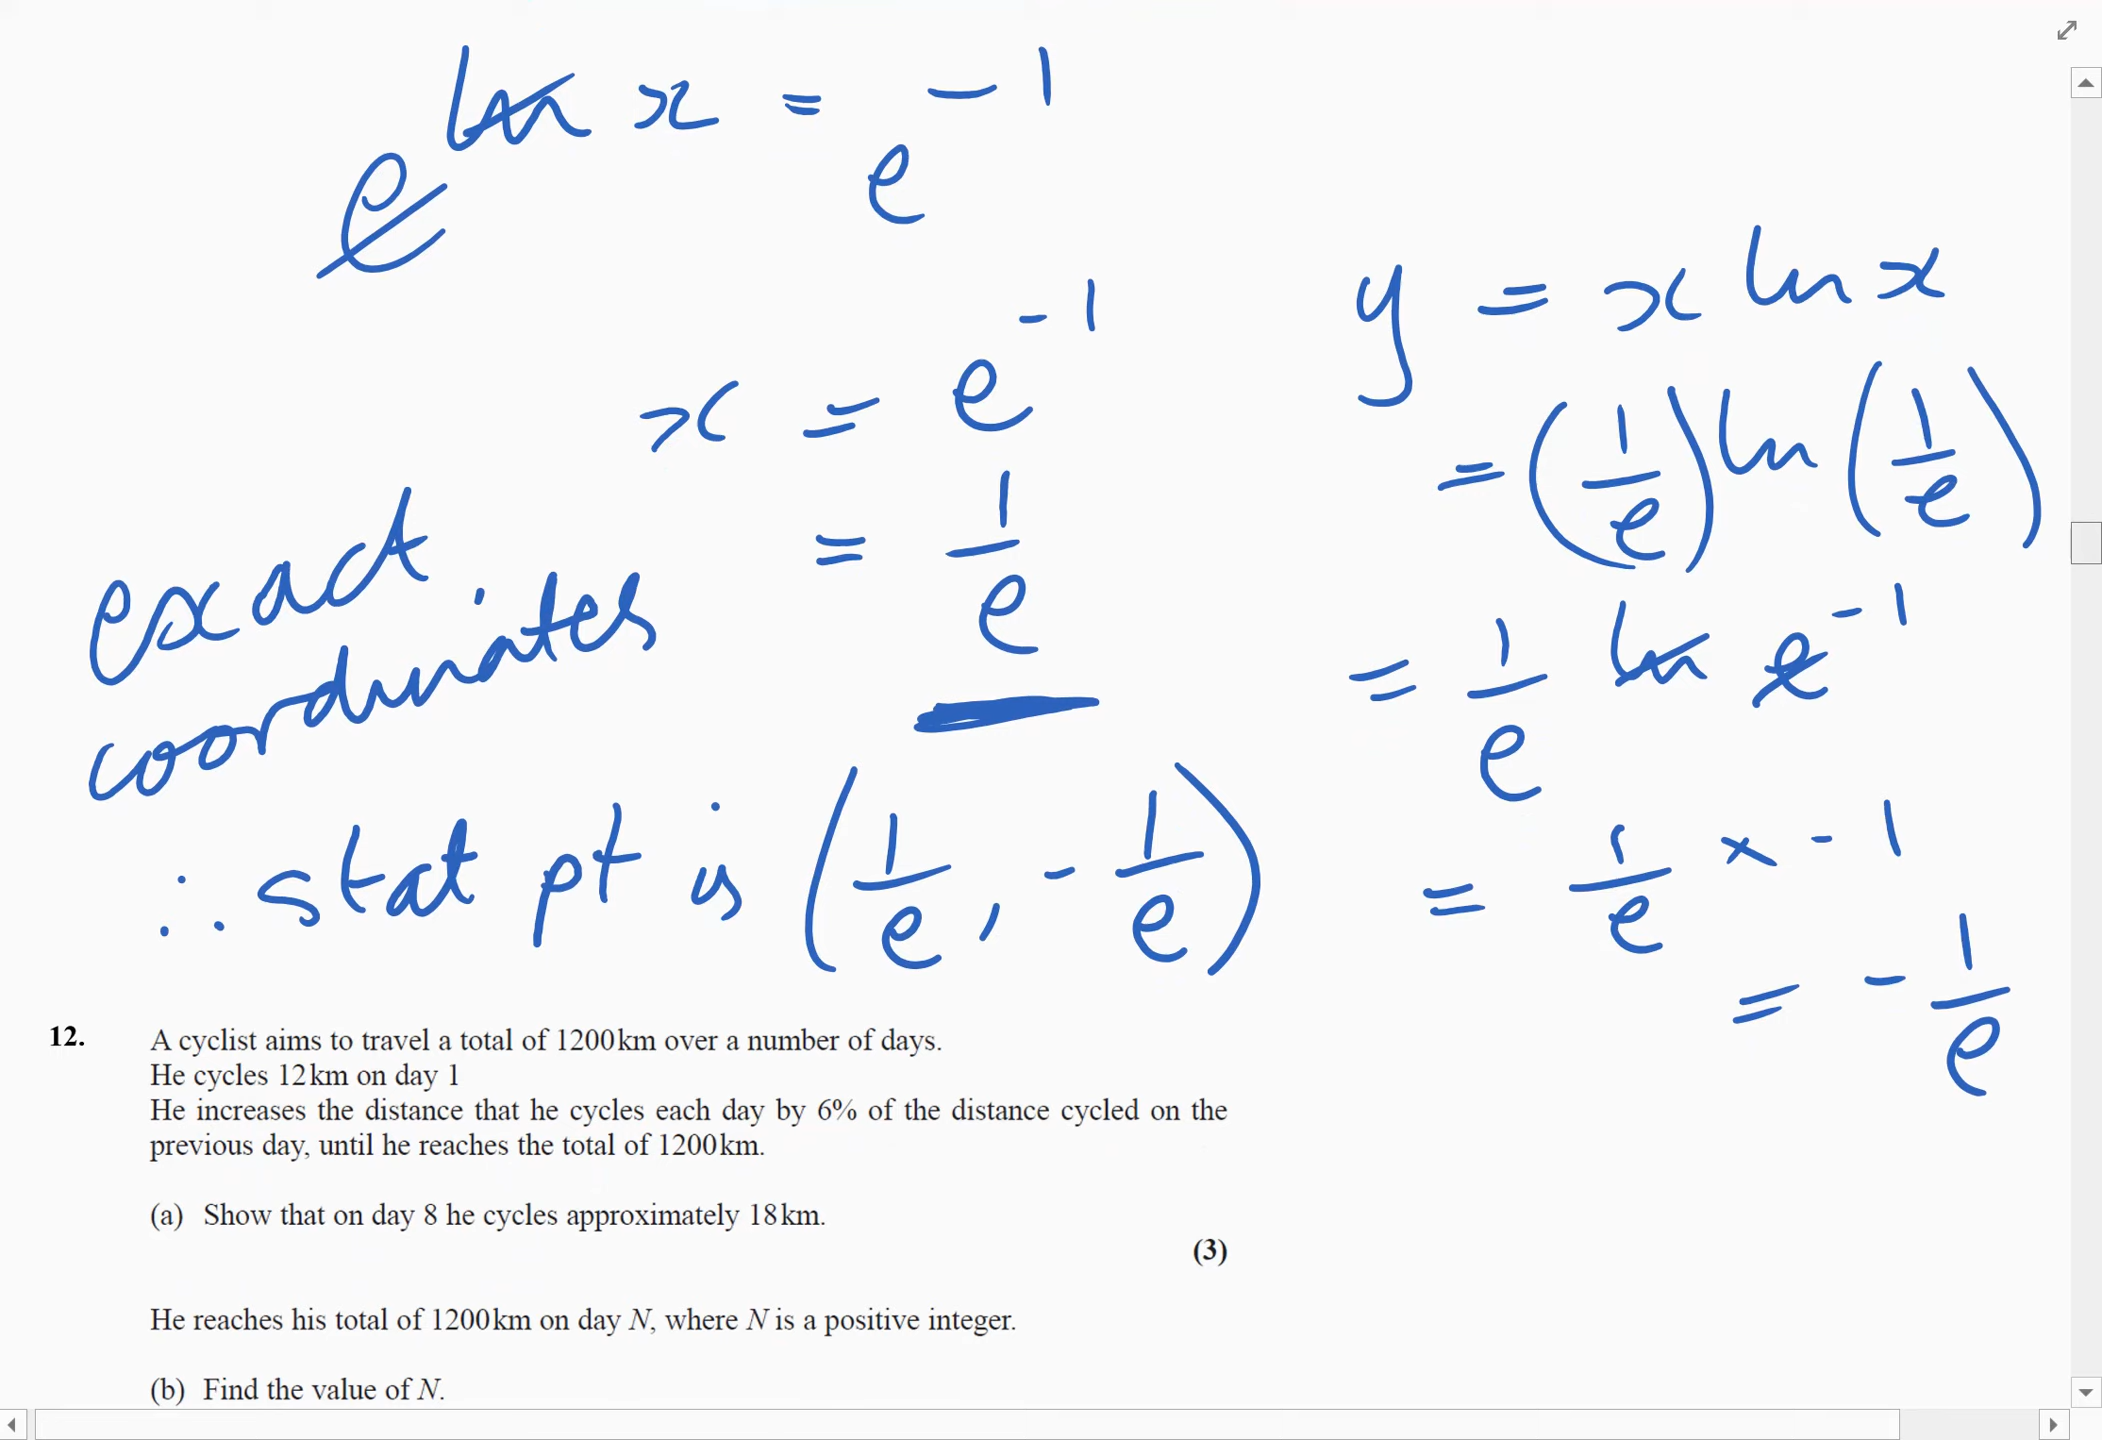 e^{ln x} = e^{-1}
x = e^{-1}
= 1/e
exact
coordinates
∴ stat pt is (1/e, -1/e)
y = x ln x
= (1/e) ln (1/e)
= 1/e ln e^{-1}
= 1/e × -1
= -1/e
12. A cyclist aims to travel a total of 1200 km over a number of days.
He cycles 12 km on day 1
He increases the distance that he cycles each day by 6% of the distance cycled on the
previous day, until he reaches the total of 1200 km.
(a) Show that on day 8 he cycles approximately 18 km.
(3)
He reaches his total of 1200 km on day N, where N is a positive integer.
(b) Find the value of N.